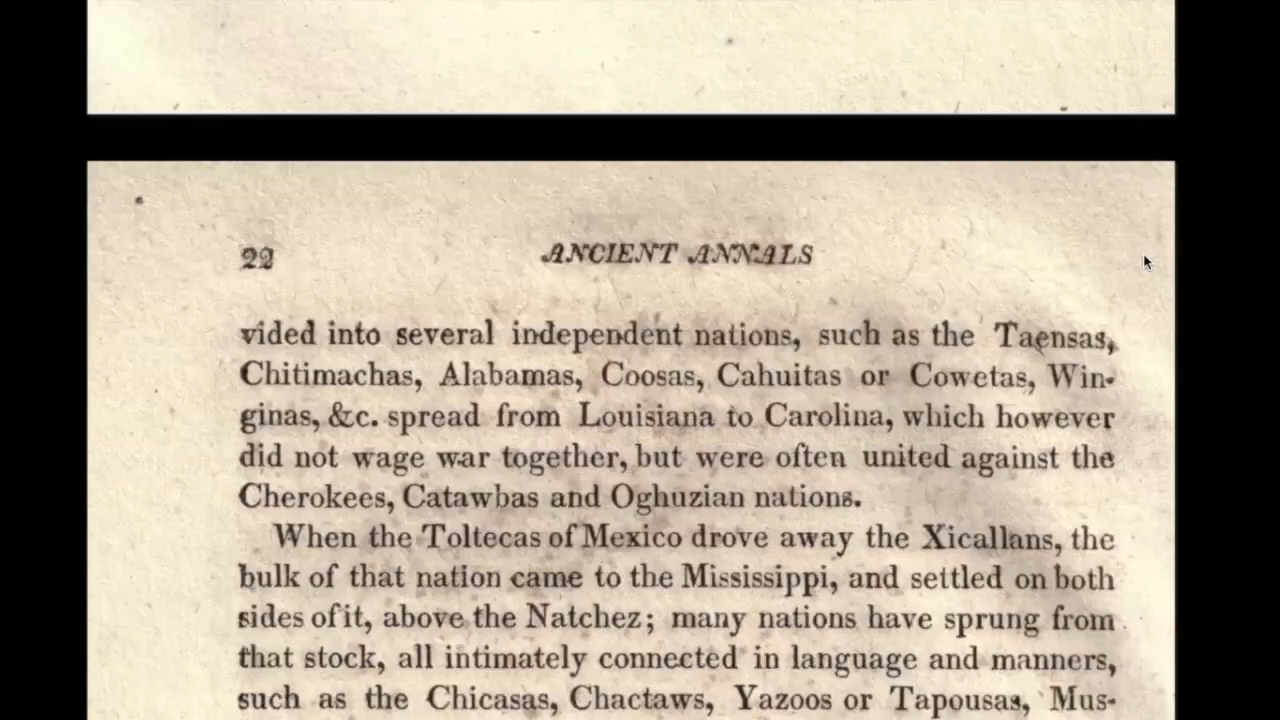 22
ANCIENT ANNALS
vided into several independent nations, such as the Taensas,
Chitimachas, Alabamas, Coosas, Cahuitas or Cowetas, Win-
ginas, &c. spread from Louisiana to Carolina, which however
did not wage war together, but were often united against the
Cherokees, Catawbas and Oghuzian nations.
When the Toltecas of Mexico drove away the Xicallans, the
bulk of that nation came to the Mississippi, and settled on both
sides of it, above the Natchez; many nations have sprung from
that stock, all intimately connected in language and manners,
such as the Chicasas, Chactaws, Yazoos or Tapousas, Mus-